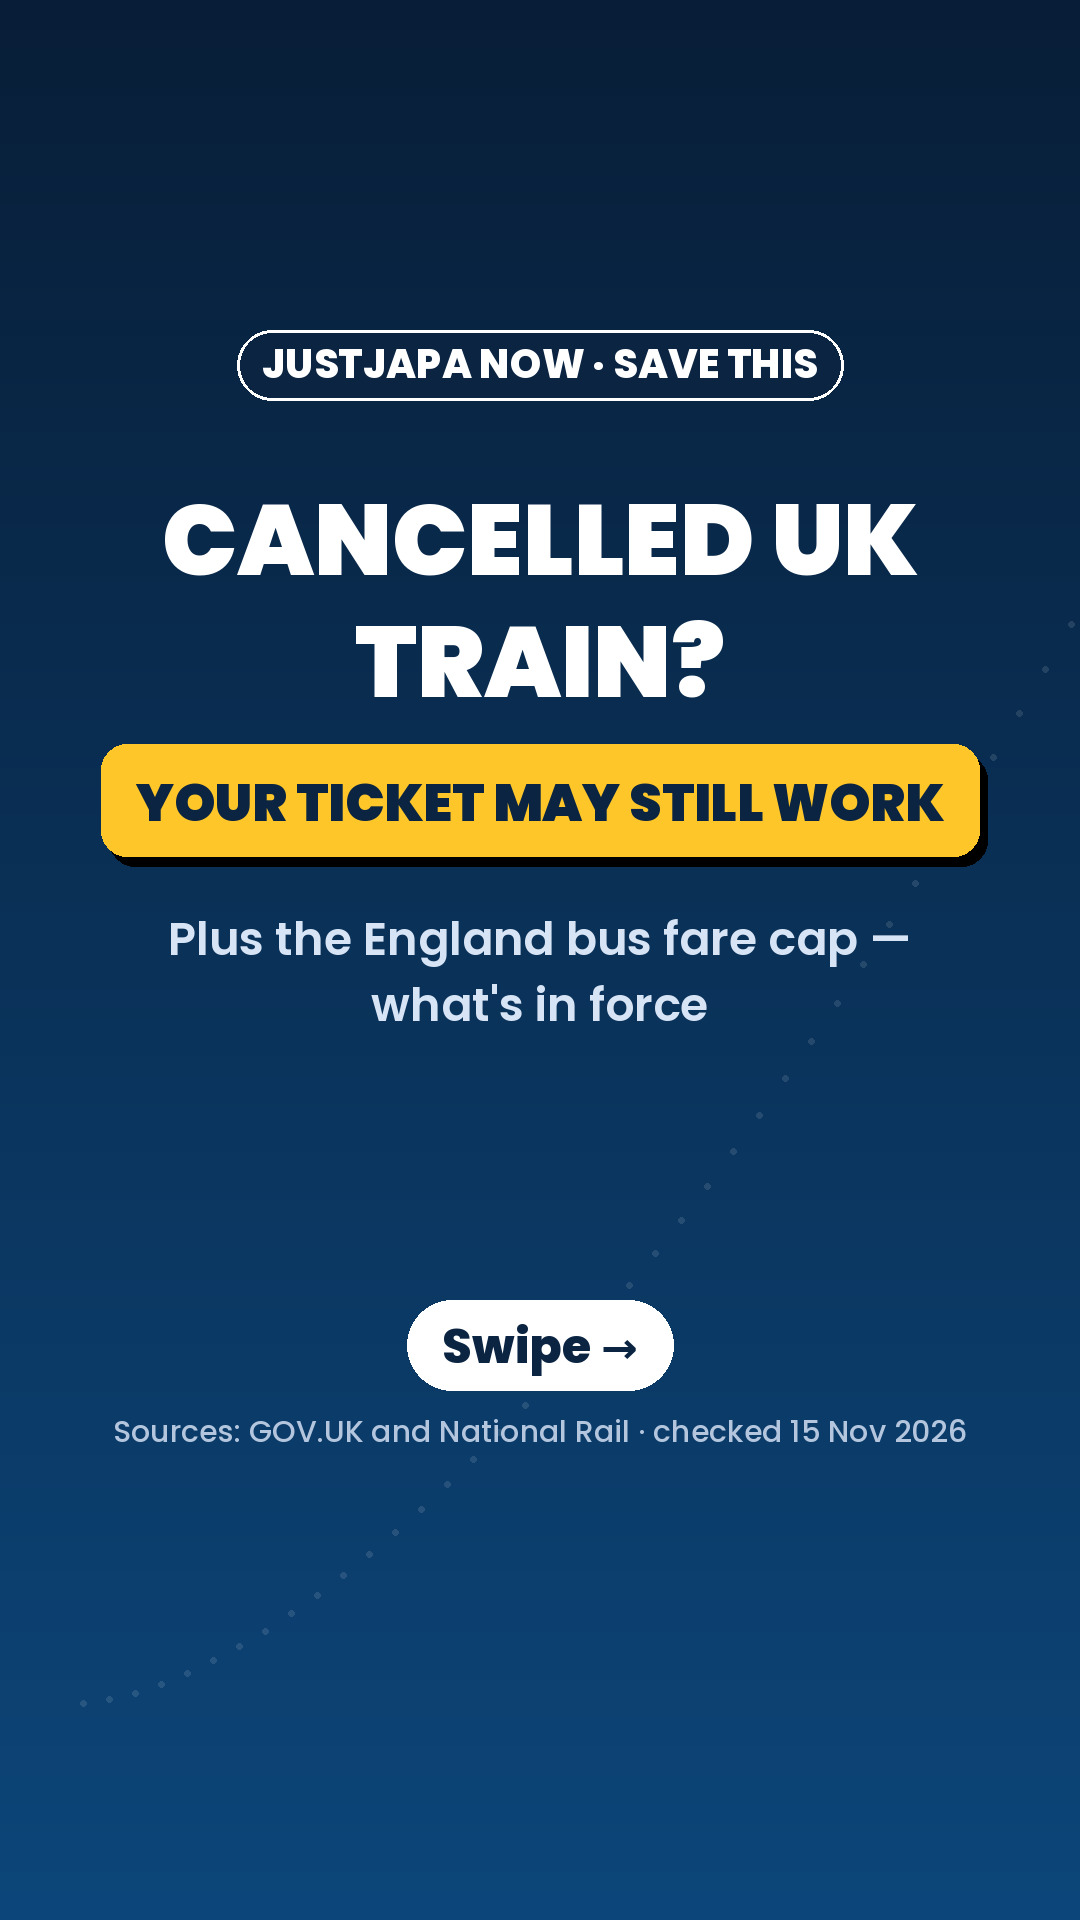 JUSTJAPA NOW · SAVE THIS
CANCELLED UK
TRAIN?
YOUR TICKET MAY STILL WORK
Plus the England bus fare cap —
what's in force
Swipe →
Sources: GOV.UK and National Rail · checked 15 Nov 2026